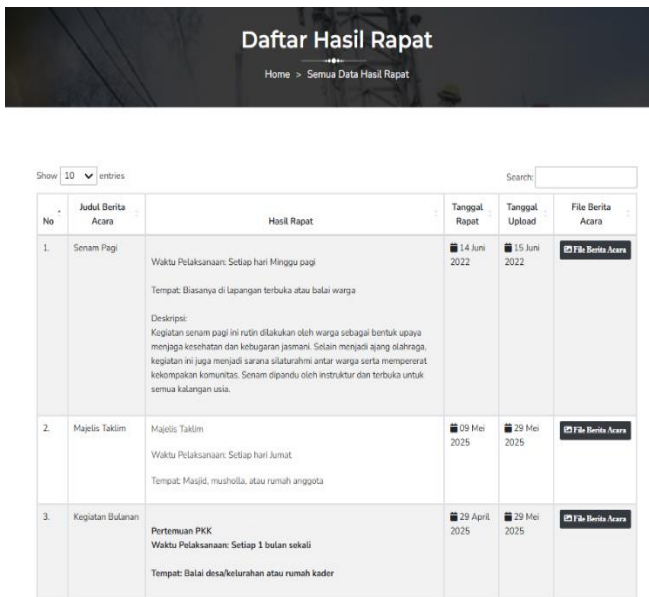 Daftar Hasil Rapat
Home > Semua Data Hasil Rapat
Show 10 entries
Search:
No
Judul Berita Acara
Hasil Rapat
Tanggal Rapat
Tanggal Upload
File Berita Acara
1.
Senam Pagi
Waktu Pelaksanaan: Setiap hari Minggu pagi
Tempat: Biasanya di lapangan terbuka atau balai warga
Deskripsi:
Kegiatan senam pagi ini rutin dilakukan oleh warga sebagai bentuk upaya
menjaga kesehatan dan kebugaran jasmani. Selain menjadi ajang olahraga,
kegiatan ini juga menjadi sarana silaturahmi antar warga serta mempererat
kekompakan komunitas. Senam dipandu oleh instruktur dan terbuka untuk
semua kalangan usia.
14 Juni 2022
15 Juni 2022
File Berita Acara
2.
Majelis Taklim
Majelis Taklim
Waktu Pelaksanaan: Setiap hari Jumat
Tempat: Masjid, musholla, atau rumah anggota
09 Mei 2025
29 Mei 2025
File Berita Acara
3.
Kegiatan Bulanan
Pertemuan PKK
Waktu Pelaksanaan: Setiap 1 bulan sekali
Tempat: Balai desa/kelurahan atau rumah kader
29 April 2025
29 Mei 2025
File Berita Acara